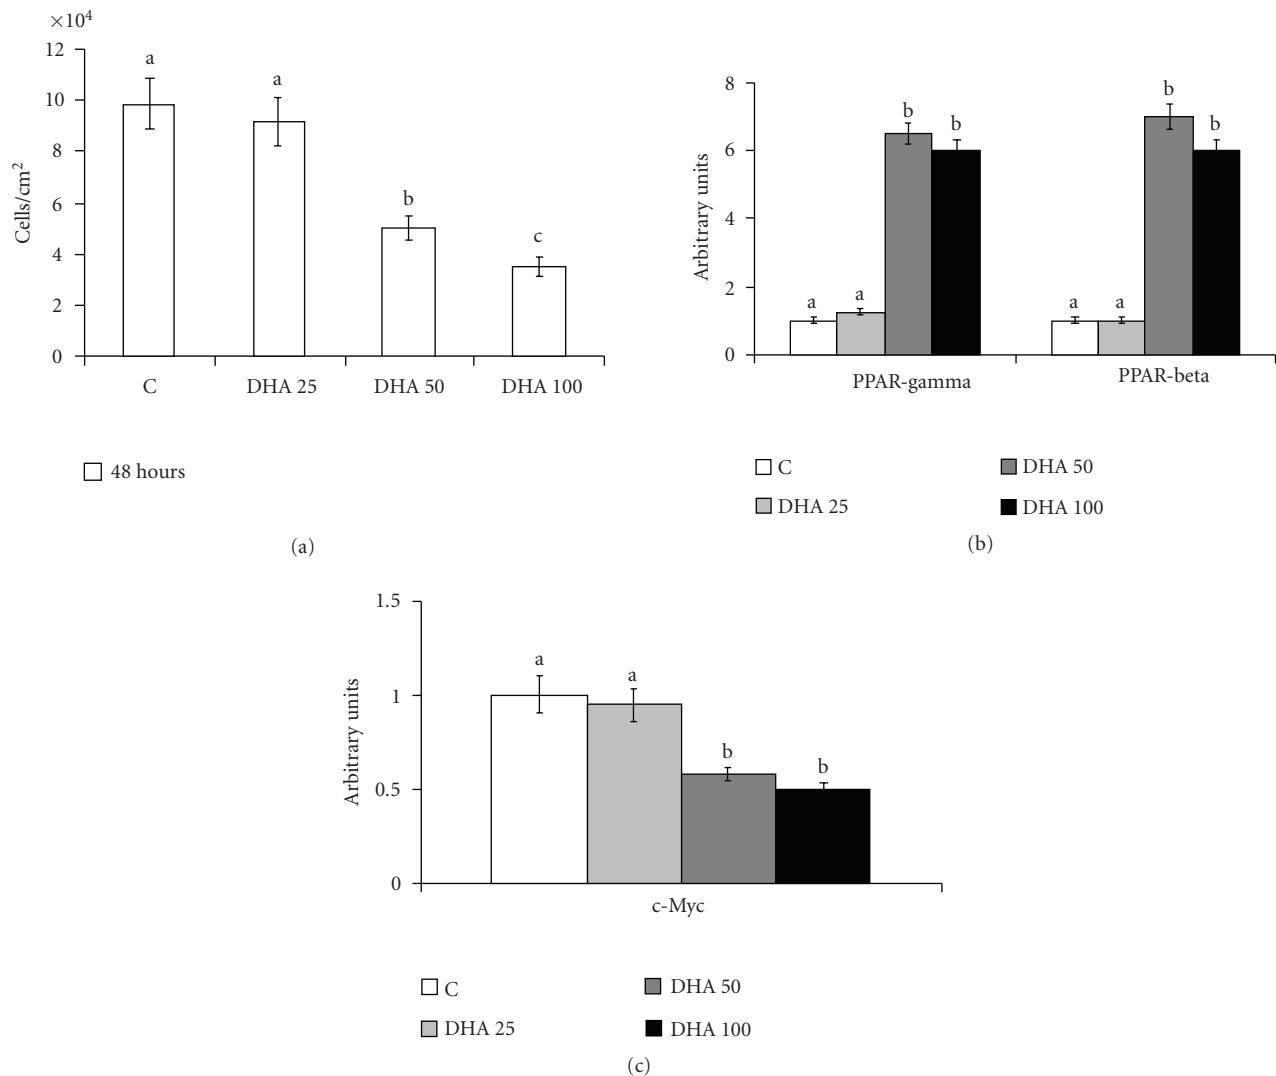 ×10⁴
12
10
8
6
4
2
0
Cells/cm²
a
a
b
c
C
DHA 25
DHA 50
DHA 100
48 hours
(a)
8
6
4
2
0
Arbitrary units
a
a
b
b
a
a
b
b
PPAR-gamma
PPAR-beta
C
DHA 50
DHA 25
DHA 100
(b)
1.5
1
0.5
0
Arbitrary units
a
a
b
b
c-Myc
C
DHA 50
DHA 25
DHA 100
(c)